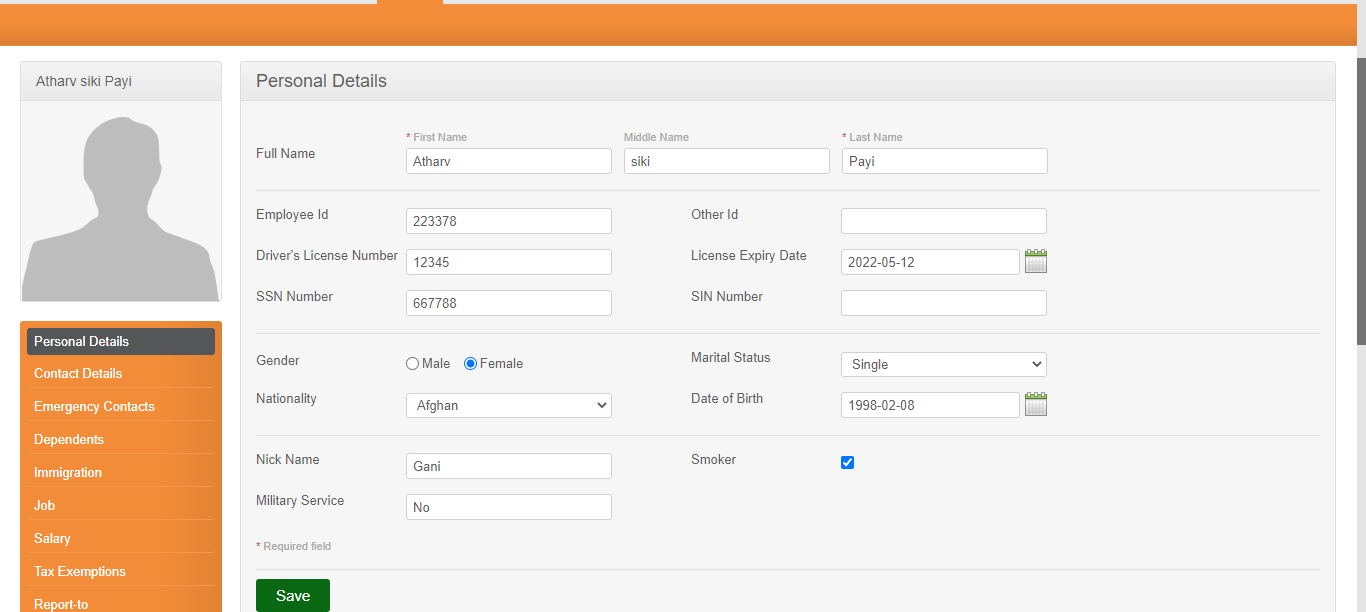 Atharv siki Payi
Personal Details
* First Name Middle Name * Last Name
Full Name Atharv siki Payi
Employee Id 223378 Other Id
Driver's License Number 12345 License Expiry Date 2022-05-12
SSN Number 667788 SIN Number
Gender Male Female Marital Status Single
Nationality Afghan Date of Birth 1998-02-08
Nick Name Gani Smoker
Military Service No
* Required field
Save
Personal Details
Contact Details
Emergency Contacts
Dependents
Immigration
Job
Salary
Tax Exemptions
Report-to